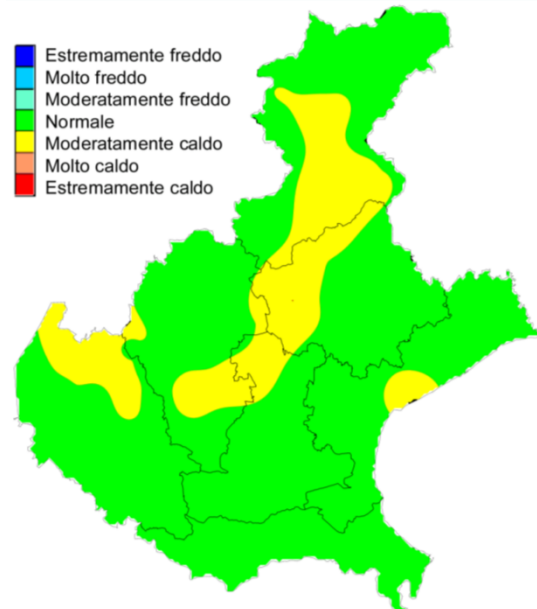 Estremamente freddo
Molto freddo
Moderatamente freddo
Normale
Moderatamente caldo
Molto caldo
Estremamente caldo